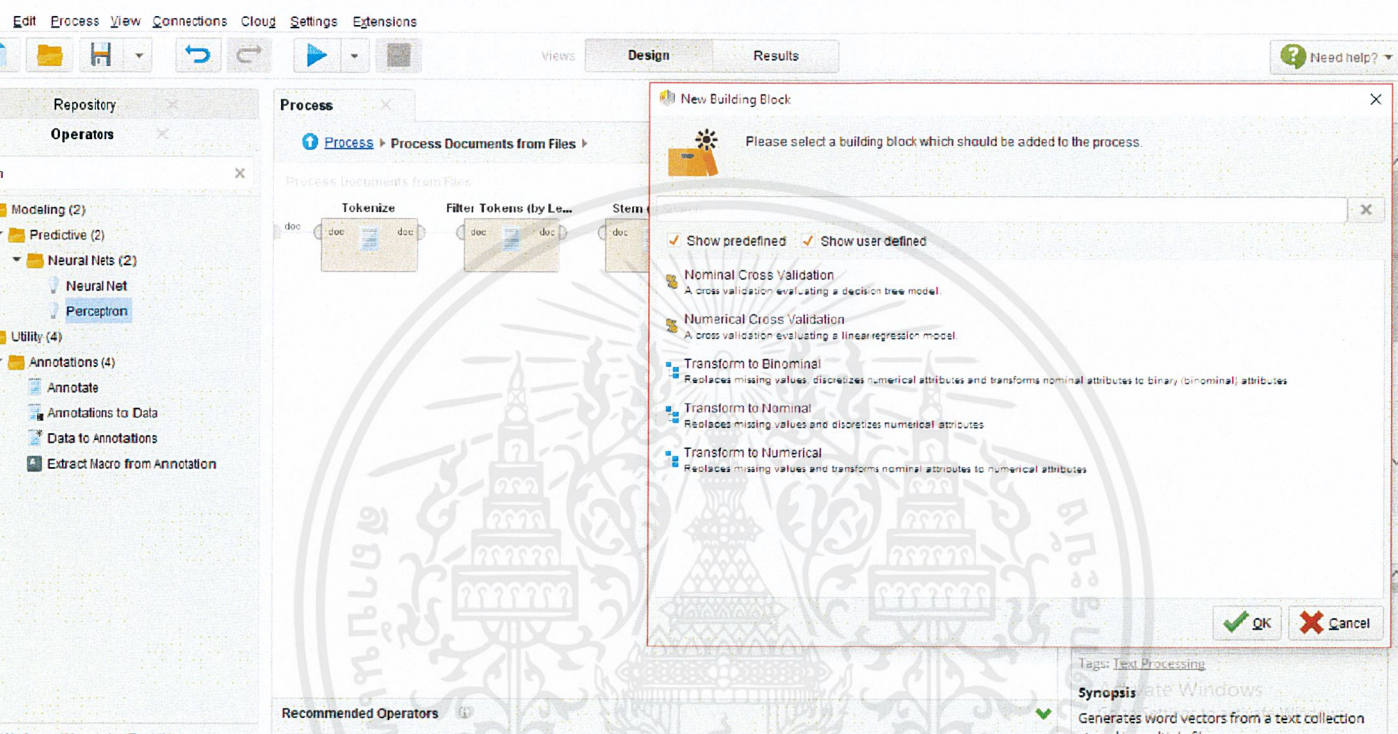 Edit Process View Connections Cloud Settings Extensions
Views Design Results Need help?
Repository
Operators
Modeling (2)
Predictive (2)
Neural Nets (2)
Neural Net
Perceptron
Utility (4)
Annotations (4)
Annotate
Annotations to Data
Data to Annotations
Extract Macro from Annotation
Process
Process Process Documents from Files
Process Documents from Files
Tokenize Filter Tokens (by Le... Stem
doc doc doc doc doc doc
New Building Block
Please select a building block which should be added to the process.
Show predefined Show user defined
Nominal Cross Validation
A cross validation evaluating a decision tree model.
Numerical Cross Validation
A cross validation evaluating a linear regression model.
Transform to Binominal
Replaces missing values, discretizes numerical attributes and transforms nominal attributes to binary (binominal) attributes
Transform to Nominal
Replaces missing values and discretizes numerical attributes
Transform to Numerical
Replaces missing values and transforms nominal attributes to numerical attributes
OK Cancel
Recommended Operators
Tags: Text Processing
Synopsis
Generates word vectors from a text collection